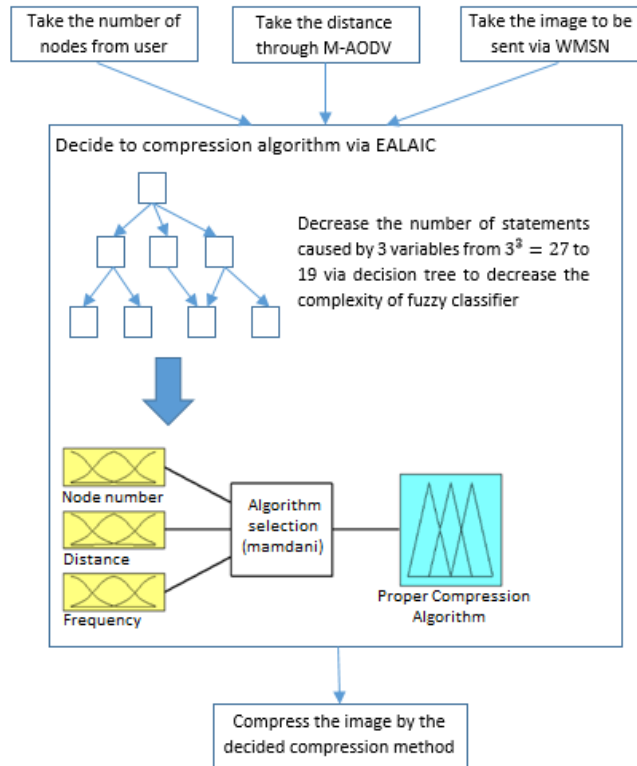 Take the number of
nodes from user
Take the distance
through M-AODV
Take the image to be
sent via WMSN
Decide to compression algorithm via EALAIC
Decrease the number of statements
caused by 3 variables from 3³ = 27 to
19 via decision tree to decrease the
complexity of fuzzy classifier
Node number
Distance
Frequency
Algorithm
selection
(mamdani)
Proper Compression
Algorithm
Compress the image by the
decided compression method